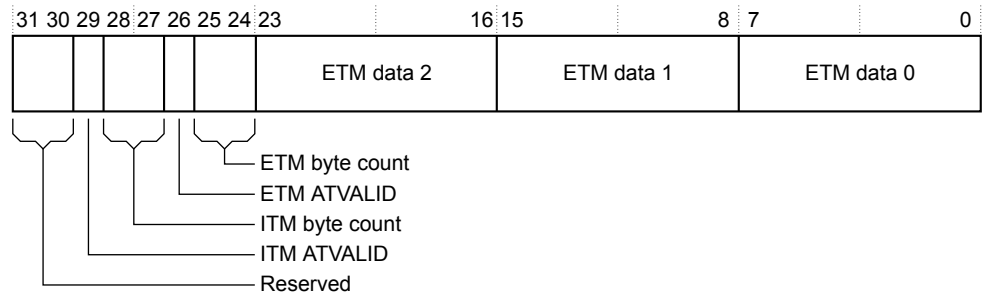 31 30 29 28 27 26 25 24 23 16 15 8 7 0
ETM data 2 ETM data 1 ETM data 0
ETM byte count
ETM ATVALID
ITM byte count
ITM ATVALID
Reserved